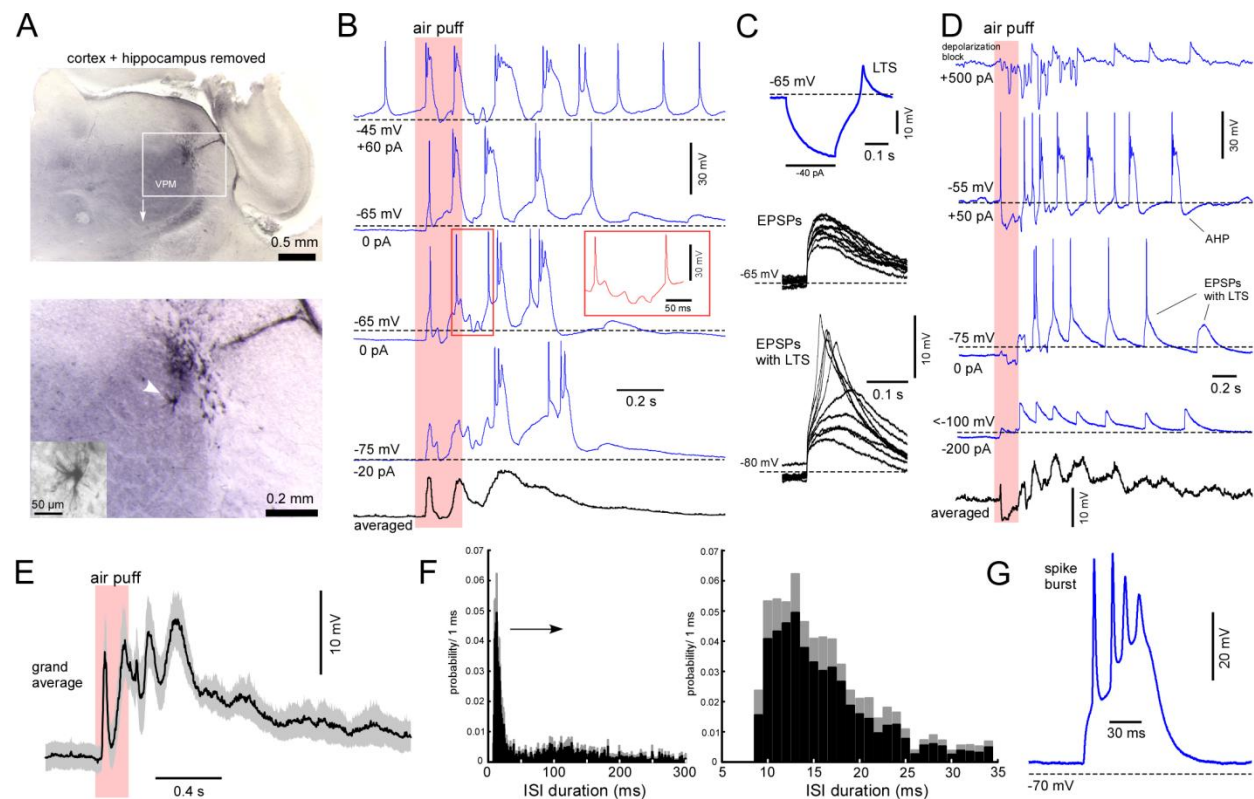 A
cortex + hippocampus removed
VPM
0.5 mm
50 µm
0.2 mm
B
air puff
-45 mV
+60 pA
30 mV
-65 mV
0 pA
30 mV
50 ms
-65 mV
0 pA
0.2 s
-75 mV
-20 pA
averaged
C
-65 mV
LTS
10 mV
0.1 s
-40 pA
EPSPs
-65 mV
EPSPs
with LTS
10 mV
0.1 s
-80 mV
D
air puff
depolarization
block
+500 pA
30 mV
-55 mV
+50 pA
AHP
EPSPs
with LTS
-75 mV
0 pA
0.2 s
<-100 mV
-200 pA
averaged
10 mV
E
air puff
10 mV
grand
average
0.4 s
F
probability/ 1 ms
0.07
0.06
0.05
0.04
0.03
0.02
0.01
0
0 100 200 300
ISI duration (ms)
probability/ 1 ms
0.07
0.06
0.05
0.04
0.03
0.02
0.01
0
5 10 15 20 25 30 35
ISI duration (ms)
G
spike
burst
20 mV
30 ms
-70 mV